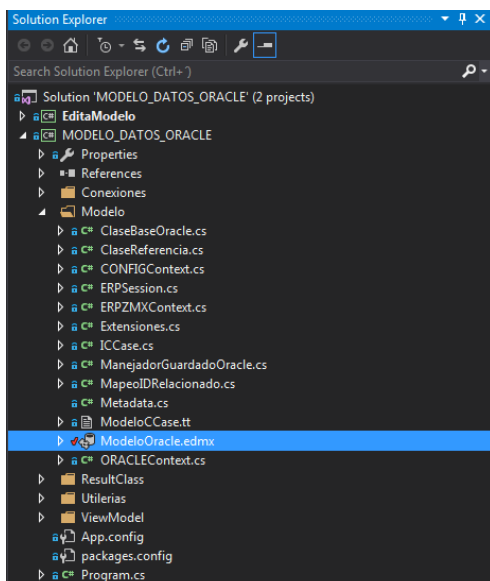 Solution Explorer
Search Solution Explorer (Ctrl+´)
Solution 'MODELO_DATOS_ORACLE' (2 projects)
C# EditaModelo
C# MODELO_DATOS_ORACLE
Properties
References
Conexiones
Modelo
C# ClaseBaseOracle.cs
C# ClaseReferencia.cs
C# CONFIGContext.cs
C# ERPSession.cs
C# ERPZMXContext.cs
C# Extensiones.cs
C# ICCase.cs
C# ManejadorGuardadoOracle.cs
C# MapeoIDRelacionado.cs
C# Metadata.cs
ModeloCCase.tt
ModeloOracle.edmx
C# ORACLEContext.cs
ResultClass
Utilerias
ViewModel
App.config
packages.config
C# Program.cs